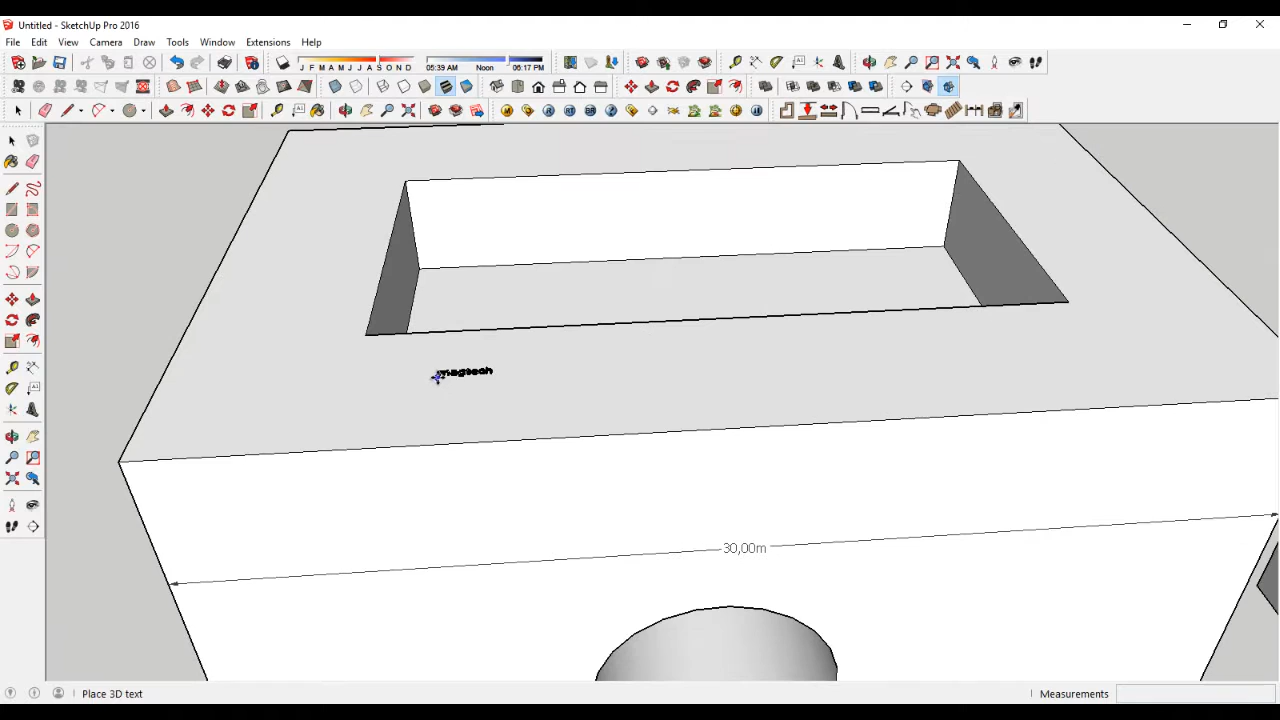 Untitled - SketchUp Pro 2016
File Edit View Camera Draw Tools Window Extensions Help
J F M A M J J A S O N D 05:39 AM Noon 06:17 PM
magtech
30,00m
Place 3D text
Measurements